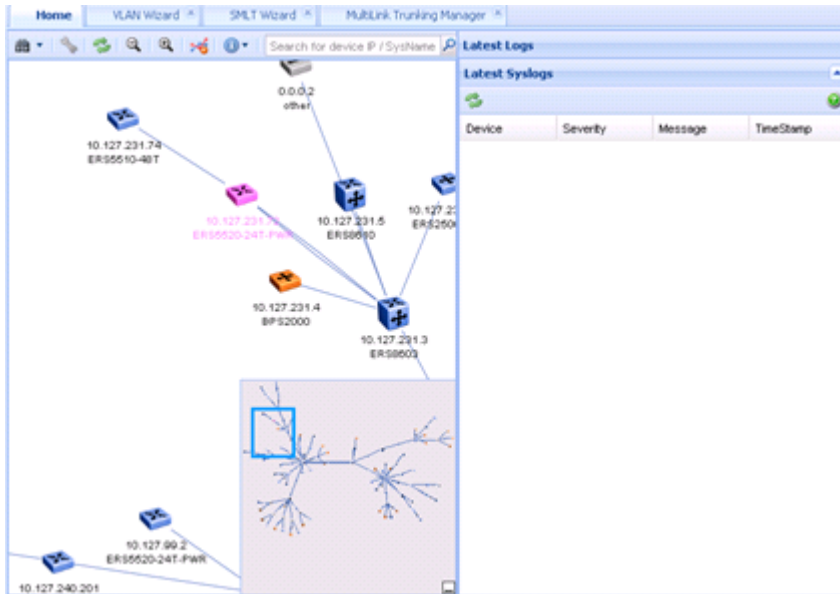 Home VLAN Wizard SMLT Wizard MultiLink Trunking Manager
Search for device IP / SysName
Latest Logs
Latest Syslogs
Device Severity Message TimeStamp
0.0.0.2
other
10.127.231.74
ERS5510-48T
ERS5520-24T-PWR
10.127.231.5
ERS8610
10.127.231.4
BPS2000
10.127.231.3
ERS8603
10.127.99.2
ERS5520-24T-PWR
10.127.240.201